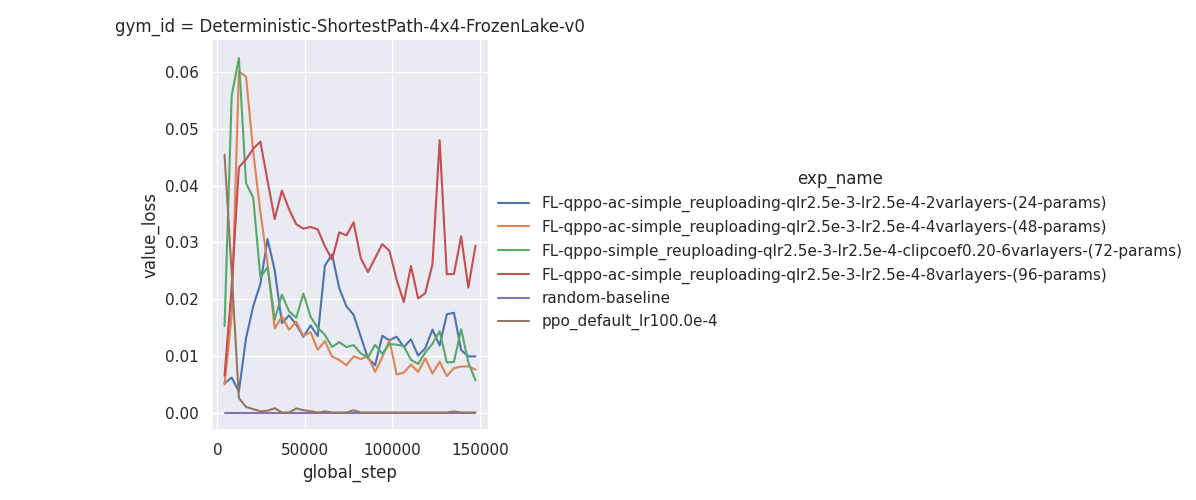 gym_id = Deterministic-ShortestPath-4x4-FrozenLake-v0
0.06
0.05
0.04
0.03
0.02
0.01
0.00
value_loss
0 50000 100000 150000
global_step
exp_name
FL-qppo-ac-simple_reuploading-qlr2.5e-3-lr2.5e-4-2varlayers-(24-params)
FL-qppo-ac-simple_reuploading-qlr2.5e-3-lr2.5e-4-4varlayers-(48-params)
FL-qppo-simple_reuploading-qlr2.5e-3-lr2.5e-4-clipcoef0.20-6varlayers-(72-params)
FL-qppo-ac-simple_reuploading-qlr2.5e-3-lr2.5e-4-8varlayers-(96-params)
random-baseline
ppo_default_lr100.0e-4